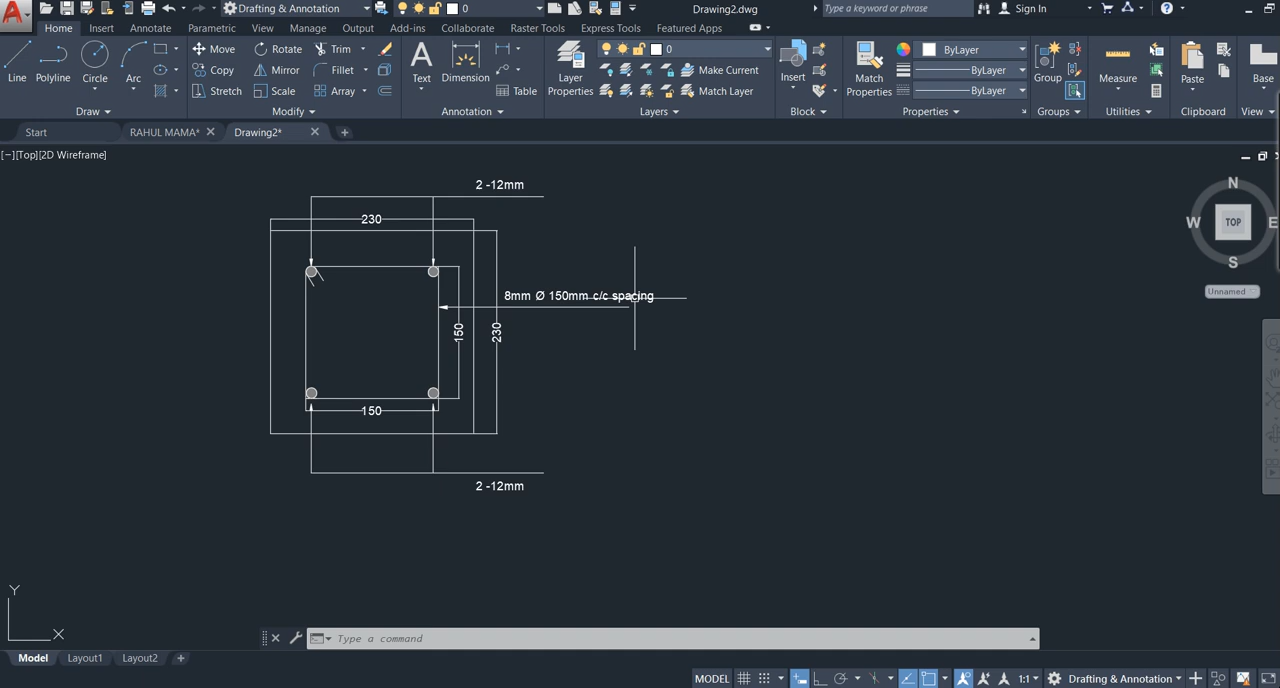 Drafting & Annotation
0
Drawing2.dwg
Type a keyword or phrase
Sign In
Home Insert Annotate Parametric View Manage Output Add-ins Collaborate Raster Tools Express Tools Featured Apps
Line
Polyline
Circle
Arc
Draw
Move
Rotate
Trim
Copy
Mirror
Fillet
Stretch
Scale
Array
Modify
Text
Dimension
Table
Annotation
Layer
Properties
0
Make Current
Match Layer
Layers
Insert
Block
Match
Properties
ByLayer
ByLayer
ByLayer
Properties
Group
Groups
Measure
Utilities
Paste
Clipboard
Base
View
Start
RAHUL MAMA*
Drawing2*
[−][Top][2D Wireframe]
N
W
TOP
E
S
Unnamed
2 -12mm
230
8mm Ø 150mm c/c spacing
150
230
150
2 -12mm
Y
X
Type a command
Model
Layout1
Layout2
MODEL
1:1
Drafting & Annotation